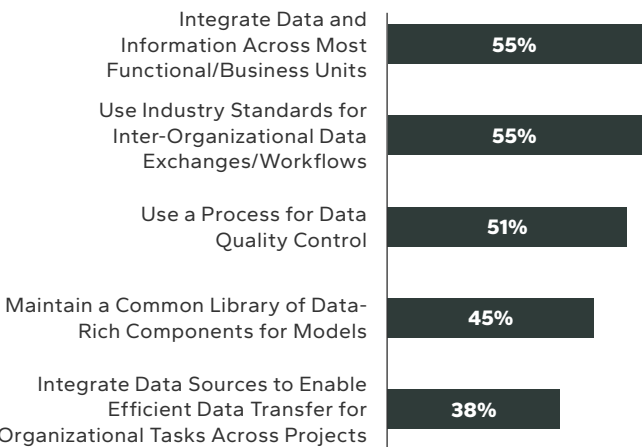 Integrate Data and
Information Across Most
Functional/Business Units
55%
Use Industry Standards for
Inter-Organizational Data
Exchanges/Workflows
55%
Use a Process for Data
Quality Control
51%
Maintain a Common Library of Data-
Rich Components for Models
45%
Integrate Data Sources to Enable
Efficient Data Transfer for
Organizational Tasks Across Projects
38%